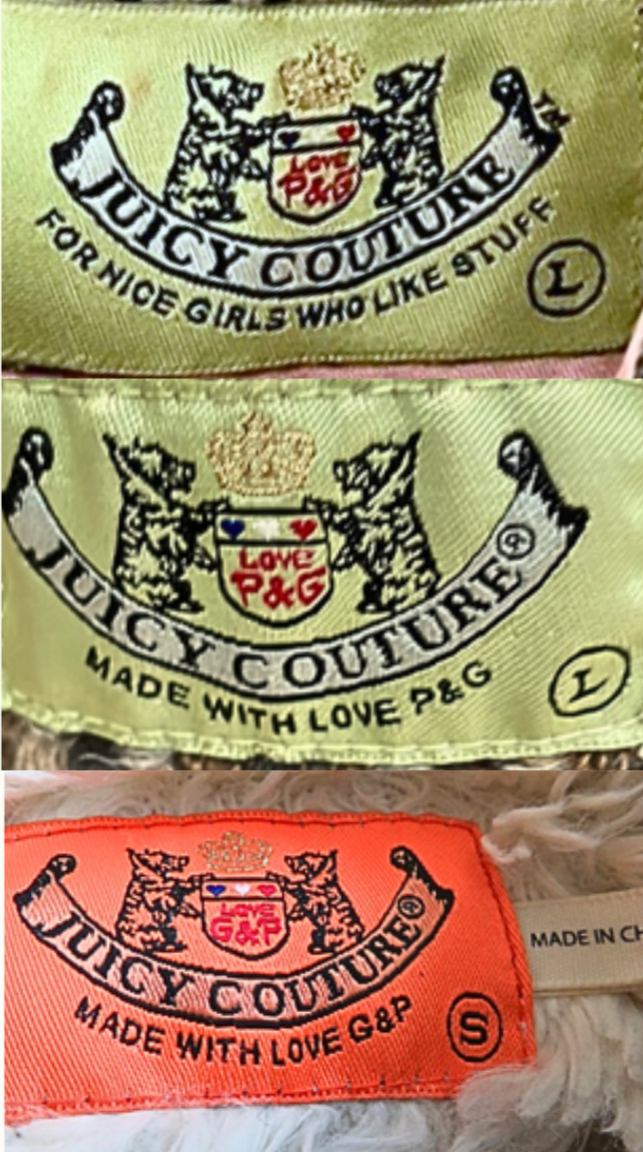 LOVE
P&G
JUICY COUTURE™
FOR NICE GIRLS WHO LIKE STUFF
L
LOVE
P&G
JUICY COUTURE®
MADE WITH LOVE P&G
L
LOVE
G&P
JUICY COUTURE®
MADE WITH LOVE G&P
S
MADE IN CH